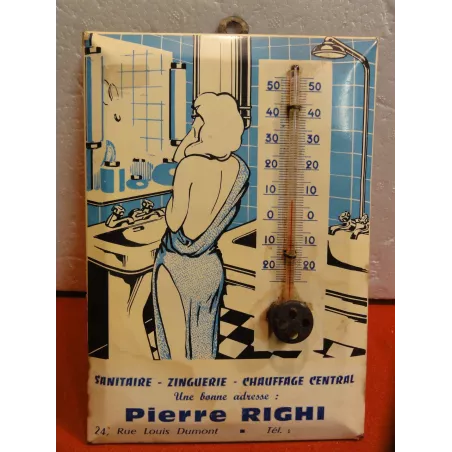 50 50
40 40
30 30
20 20
10 10
0 0
10 10
20 20
SANITAIRE - ZINGUERIE - CHAUFFAGE CENTRAL
Une bonne adresse :
Pierre RIGHI
24, Rue Louis Dumont ▪ Tél. :